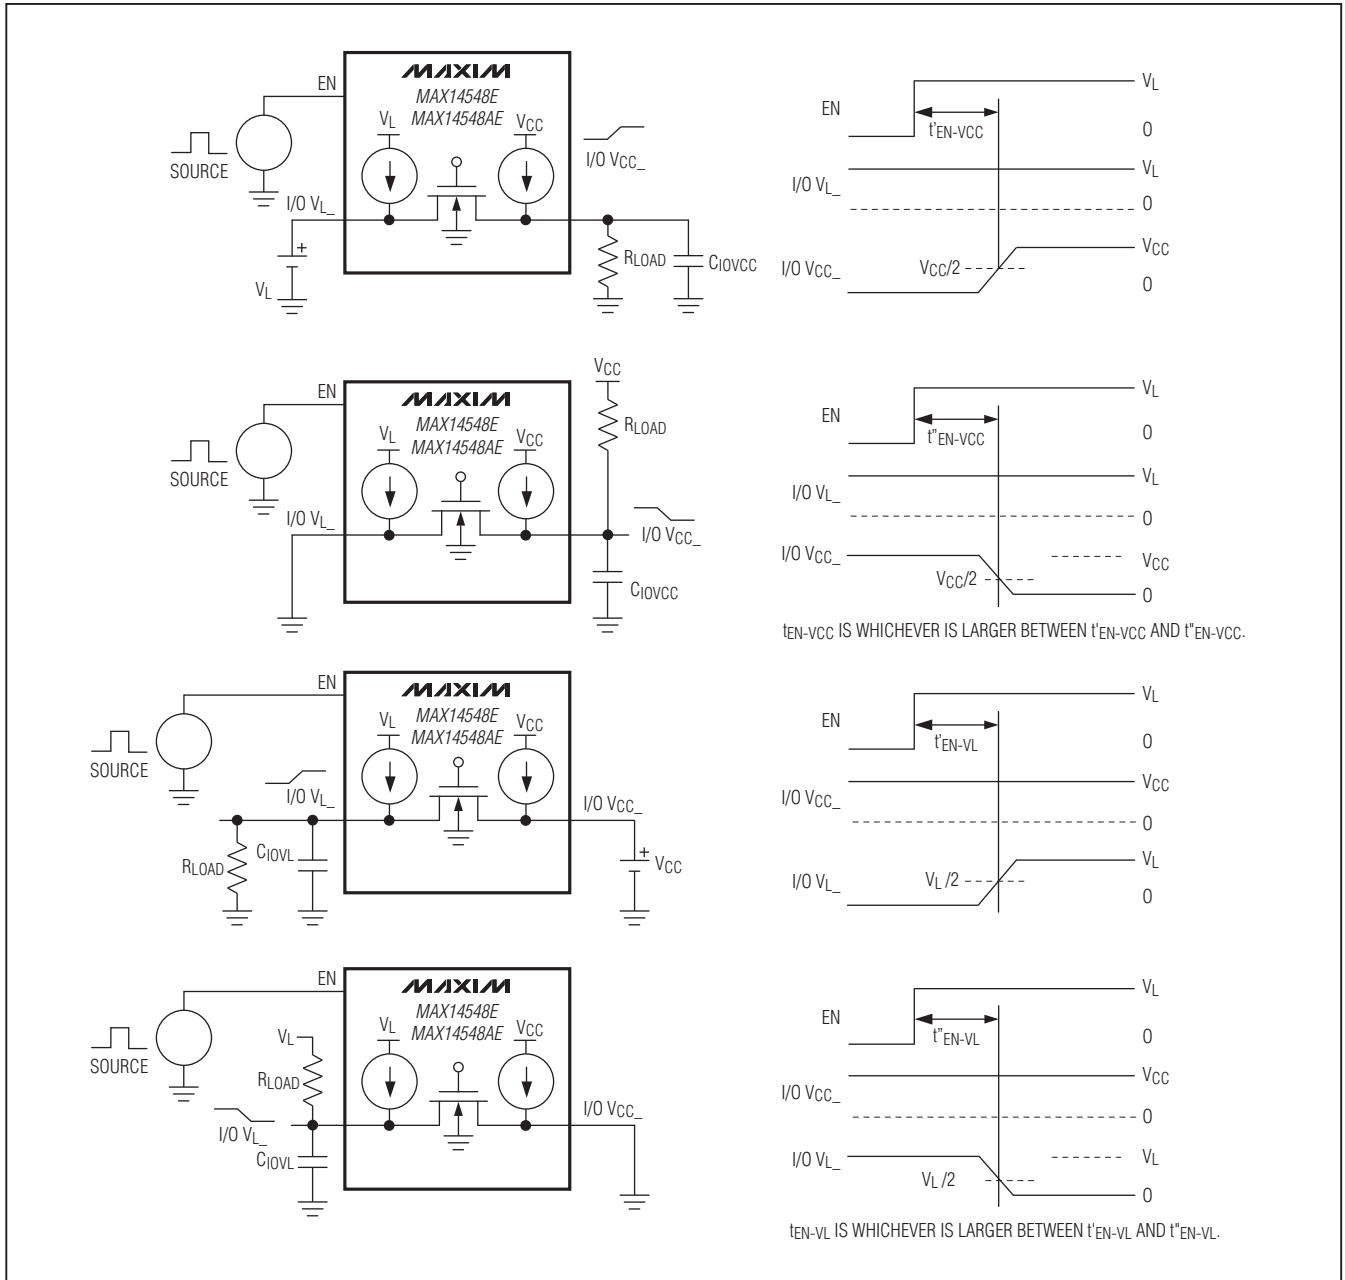 EN
MAXIM
MAX14548E
MAX14548AE
VL
VCC
SOURCE
I/O VL_
VL
+
I/O VCC_
RLOAD
CIOVCC
EN
VL
t'EN-VCC
0
I/O VL_
VL
0
I/O VCC_
VCC/2
VCC
0
EN
MAXIM
MAX14548E
MAX14548AE
VL
VCC
SOURCE
I/O VL_
VCC
RLOAD
I/O VCC_
CIOVCC
EN
VL
t"EN-VCC
0
I/O VL_
VL
0
I/O VCC_
VCC/2
VCC
0
tEN-VCC IS WHICHEVER IS LARGER BETWEEN t'EN-VCC AND t"EN-VCC.
EN
MAXIM
MAX14548E
MAX14548AE
VL
VCC
SOURCE
I/O VL_
RLOAD
CIOVL
I/O VCC_
+
VCC
EN
VL
t'EN-VL
0
I/O VCC_
VCC
0
I/O VL_
VL /2
VL
0
EN
MAXIM
MAX14548E
MAX14548AE
VL
VCC
SOURCE
VL
RLOAD
I/O VL_
CIOVL
I/O VCC_
EN
VL
t"EN-VL
0
I/O VCC_
VCC
0
I/O VL_
VL /2
VL
0
tEN-VL IS WHICHEVER IS LARGER BETWEEN t'EN-VL AND t"EN-VL.